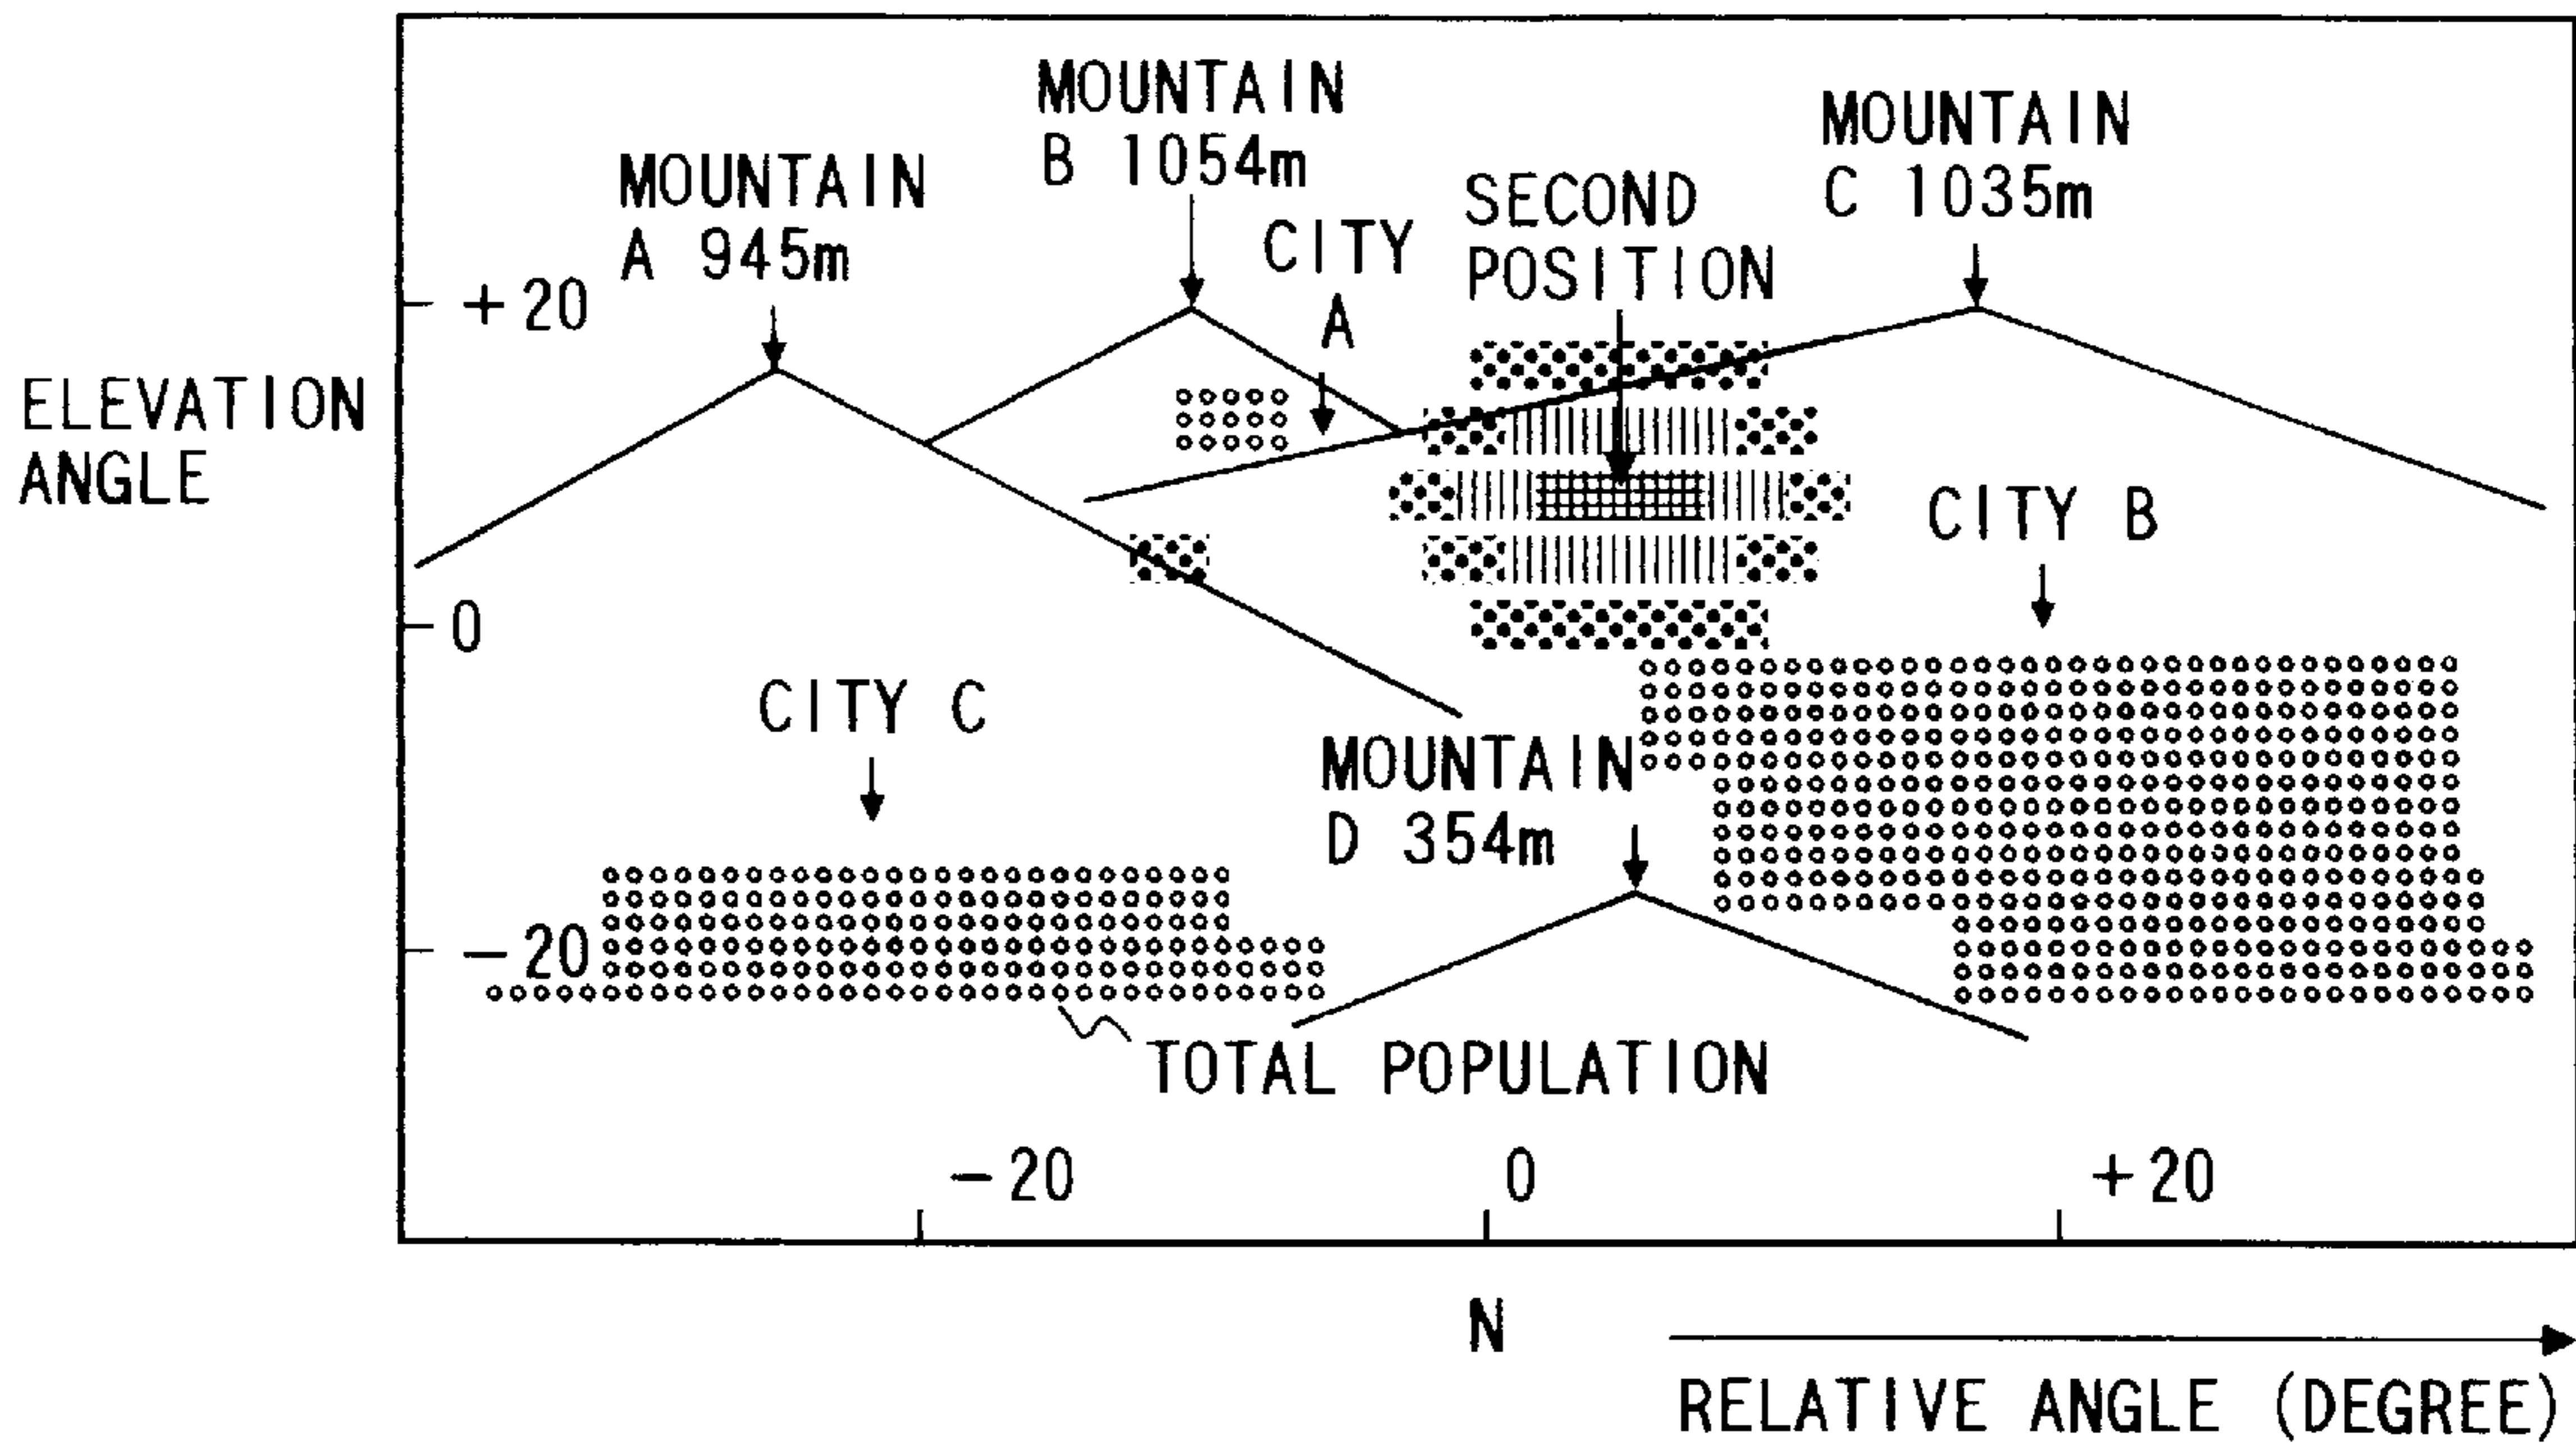 MOUNTAIN
B 1054m
MOUNTAIN
C 1035m
MOUNTAIN
A 945m
SECOND
POSITION
CITY
A
+20
ELEVATION
ANGLE
CITY B
0
CITY C
MOUNTAIN
D 354m
-20
TOTAL POPULATION
-20 0 +20
N
RELATIVE ANGLE (DEGREE)